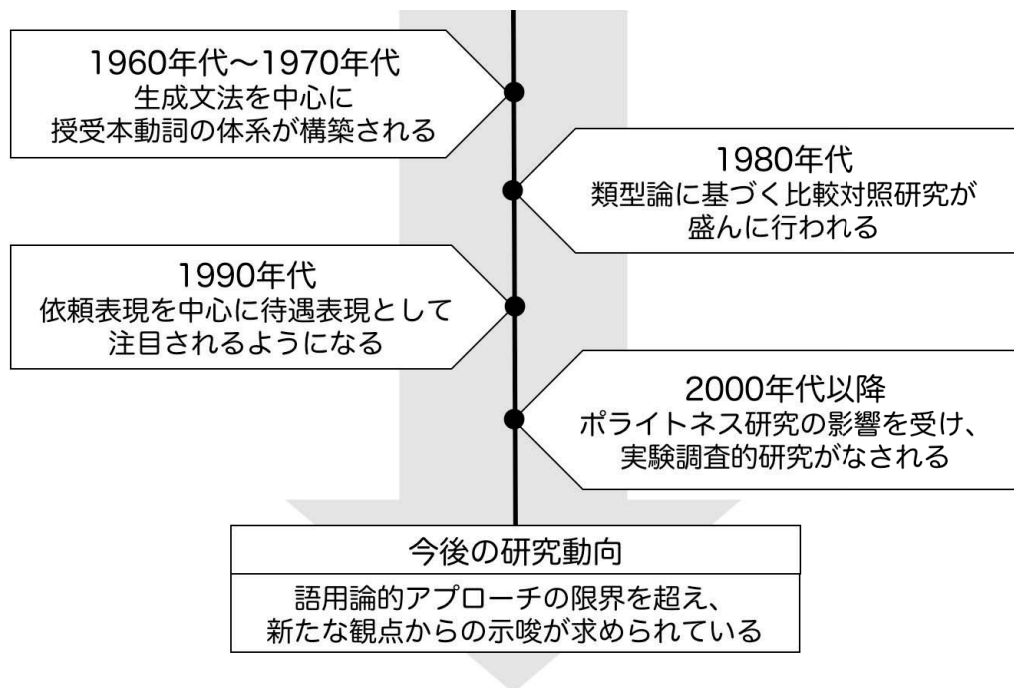 1960年代～1970年代
生成文法を中心に
授受本動詞の体系が構築される
1980年代
類型論に基づく比較対照研究が
盛んに行われる
1990年代
依頼表現を中心に待遇表現として
注目されるようになる
2000年代以降
ポライトネス研究の影響を受け、
実験調査的研究がなされる
今後の研究動向
語用論的アプローチの限界を超え、
新たな観点からの示唆が求められている